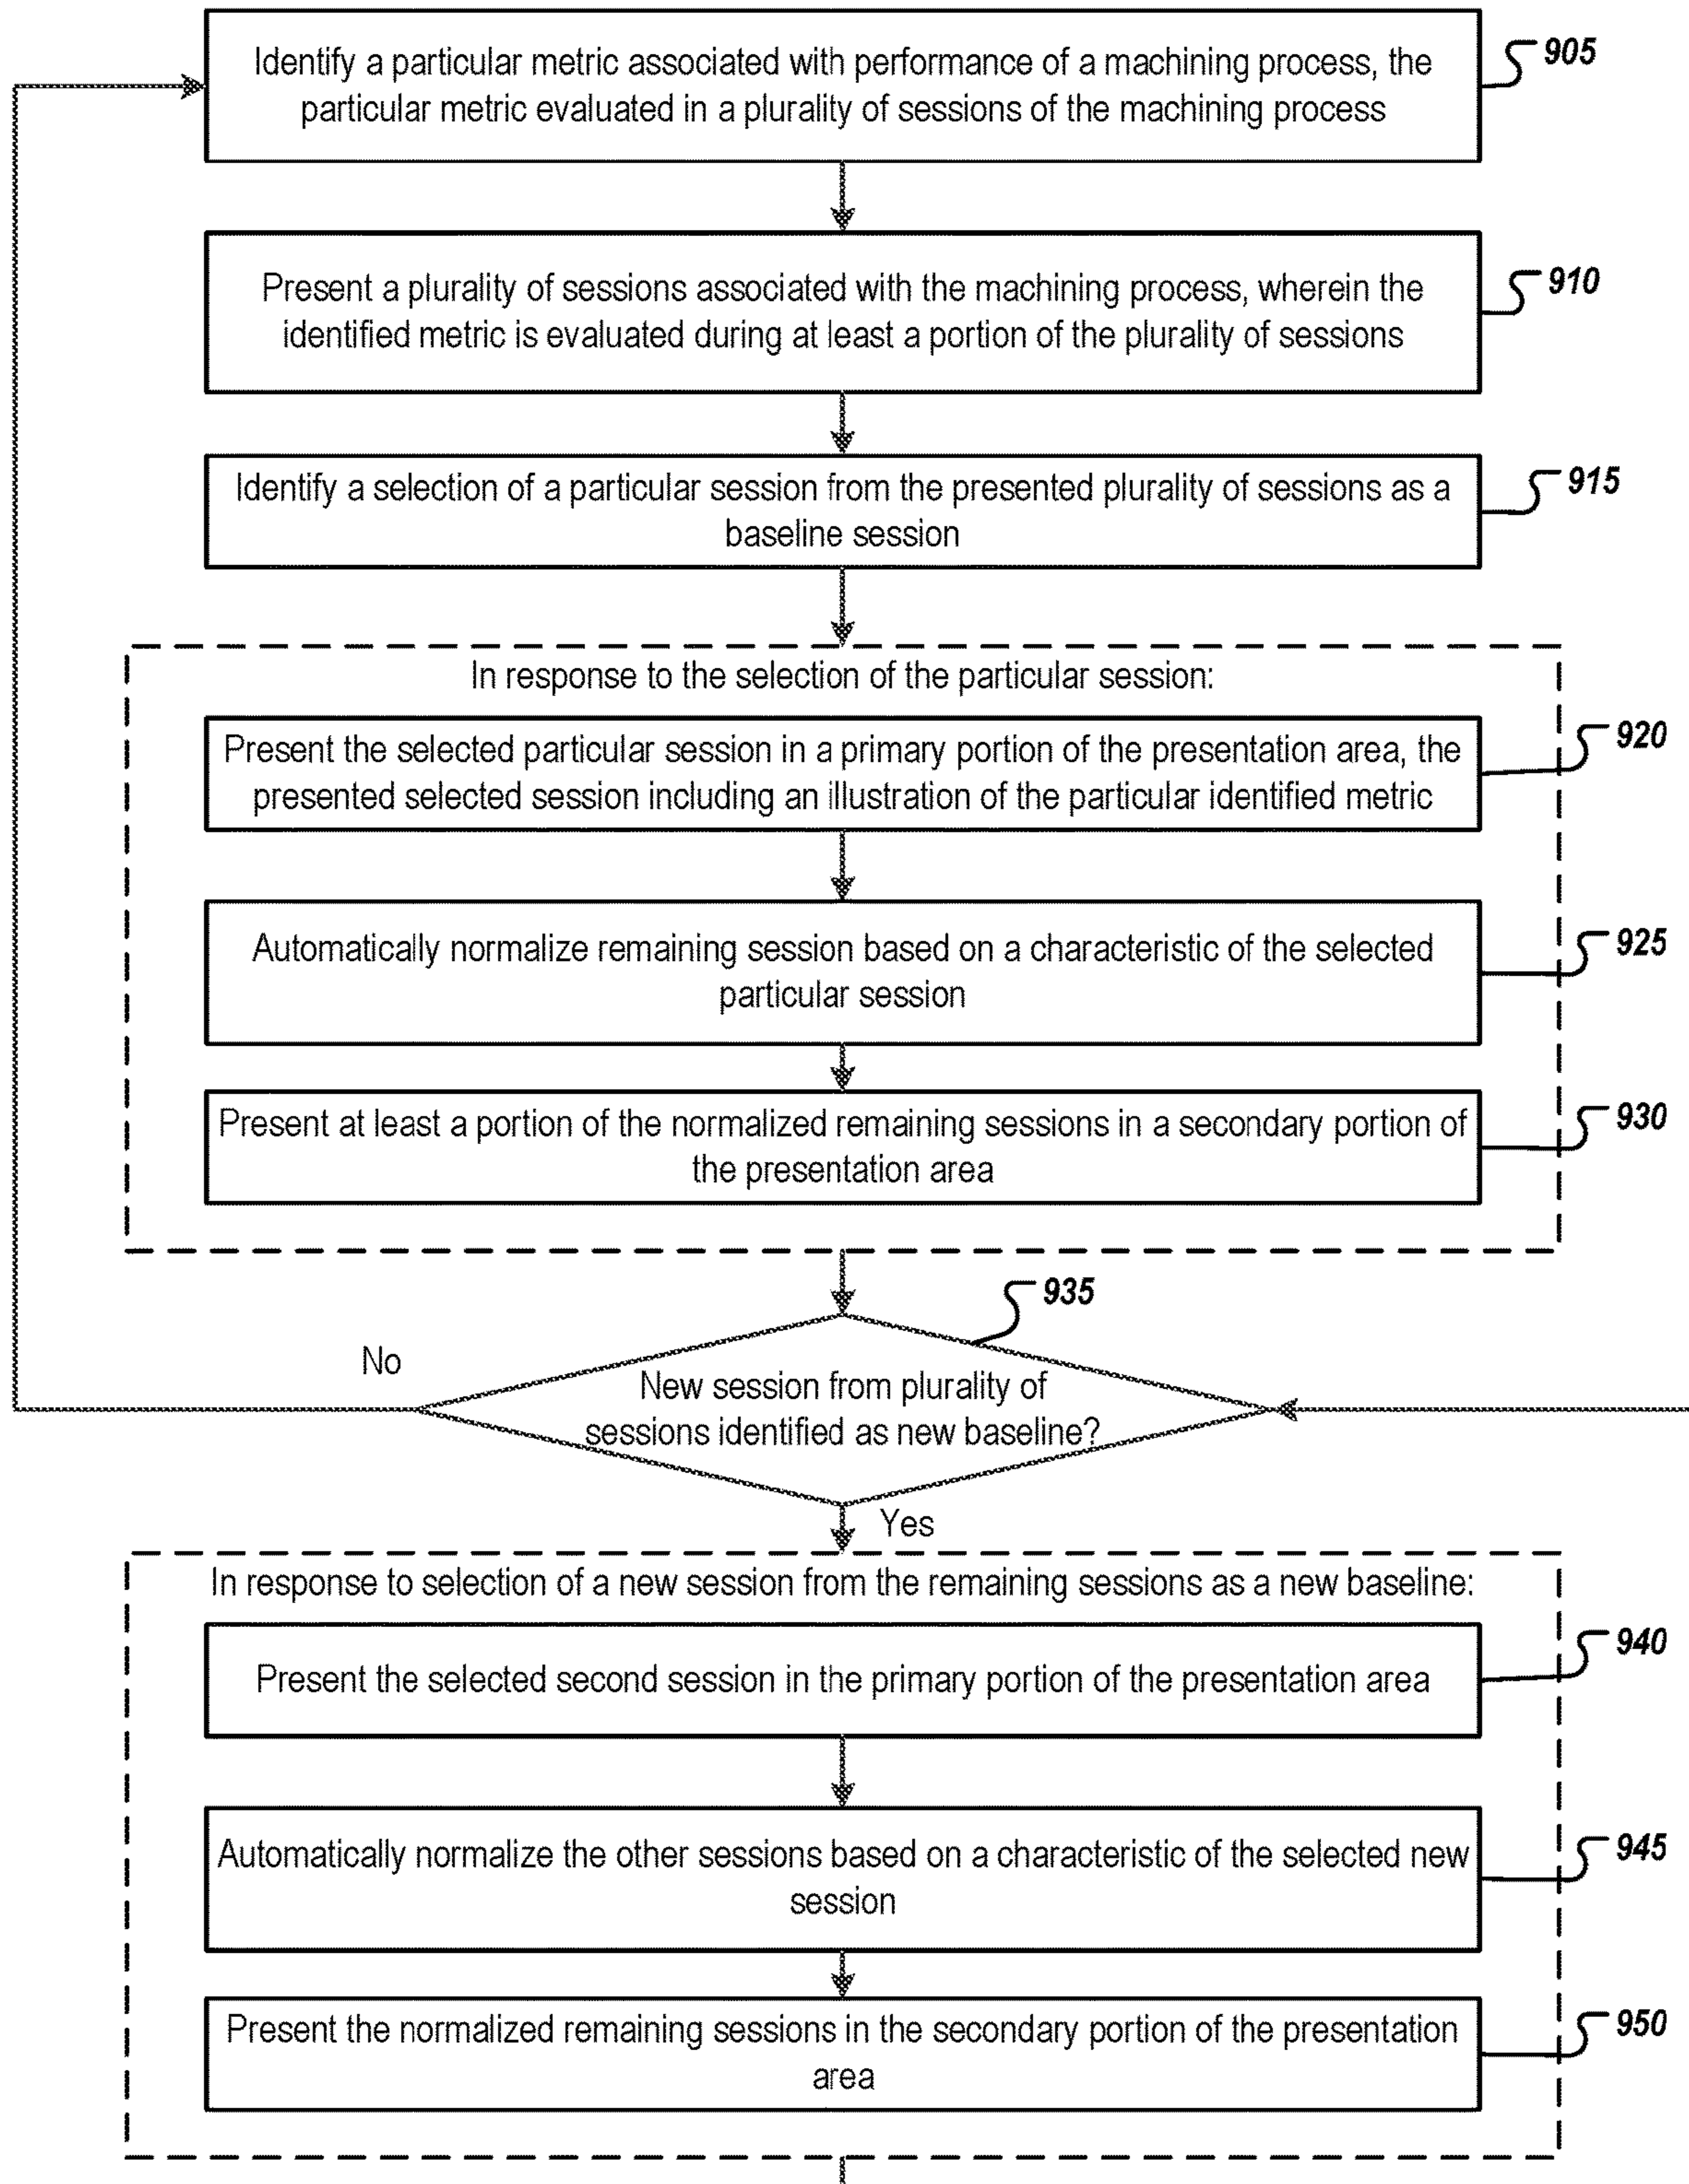 Identify a particular metric associated with performance of a machining process, the
particular metric evaluated in a plurality of sessions of the machining process
905
Present a plurality of sessions associated with the machining process, wherein the
identified metric is evaluated during at least a portion of the plurality of sessions
910
Identify a selection of a particular session from the presented plurality of sessions as a
baseline session
915
In response to the selection of the particular session:
Present the selected particular session in a primary portion of the presentation area, the
presented selected session including an illustration of the particular identified metric
920
Automatically normalize remaining session based on a characteristic of the selected
particular session
925
Present at least a portion of the normalized remaining sessions in a secondary portion of
the presentation area
930
935
No
New session from plurality of
sessions identified as new baseline?
Yes
In response to selection of a new session from the remaining sessions as a new baseline:
Present the selected second session in the primary portion of the presentation area
940
Automatically normalize the other sessions based on a characteristic of the selected new
session
945
Present the normalized remaining sessions in the secondary portion of the presentation
area
950